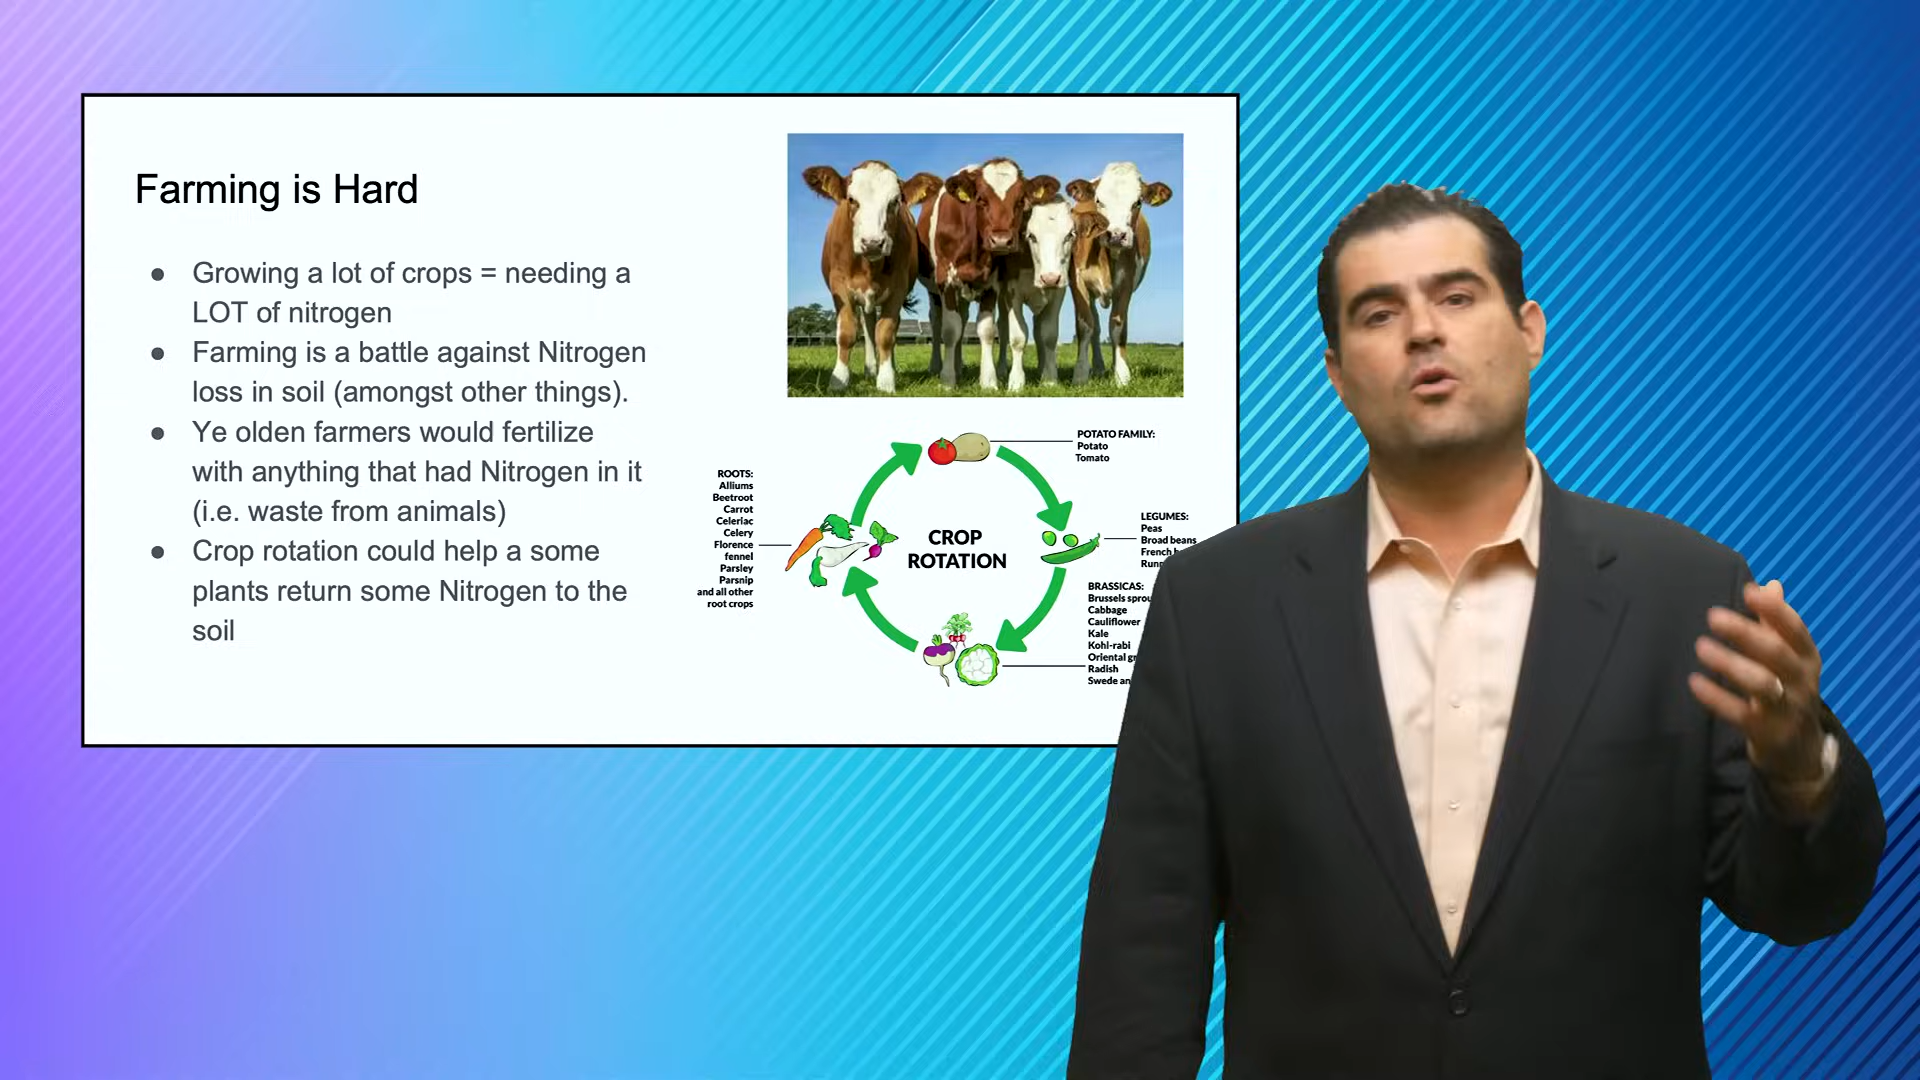 Farming is Hard
● Growing a lot of crops = needing a
LOT of nitrogen
● Farming is a battle against Nitrogen
loss in soil (amongst other things).
● Ye olden farmers would fertilize
with anything that had Nitrogen in it
(i.e. waste from animals)
● Crop rotation could help a some
plants return some Nitrogen to the
soil
POTATO FAMILY:
Potato
Tomato
ROOTS:
Alliums
Beetroot
Carrot
Celeriac
Celery
Florence
fennel
Parsley
Parsnip
and all other
root crops
CROP
ROTATION
LEGUMES:
Peas
Broad beans
French
BRASSICAS:
Brussels
Cabbage
Cauliflower
Kale
Kohl-rabi
Oriental
Radish
Swede